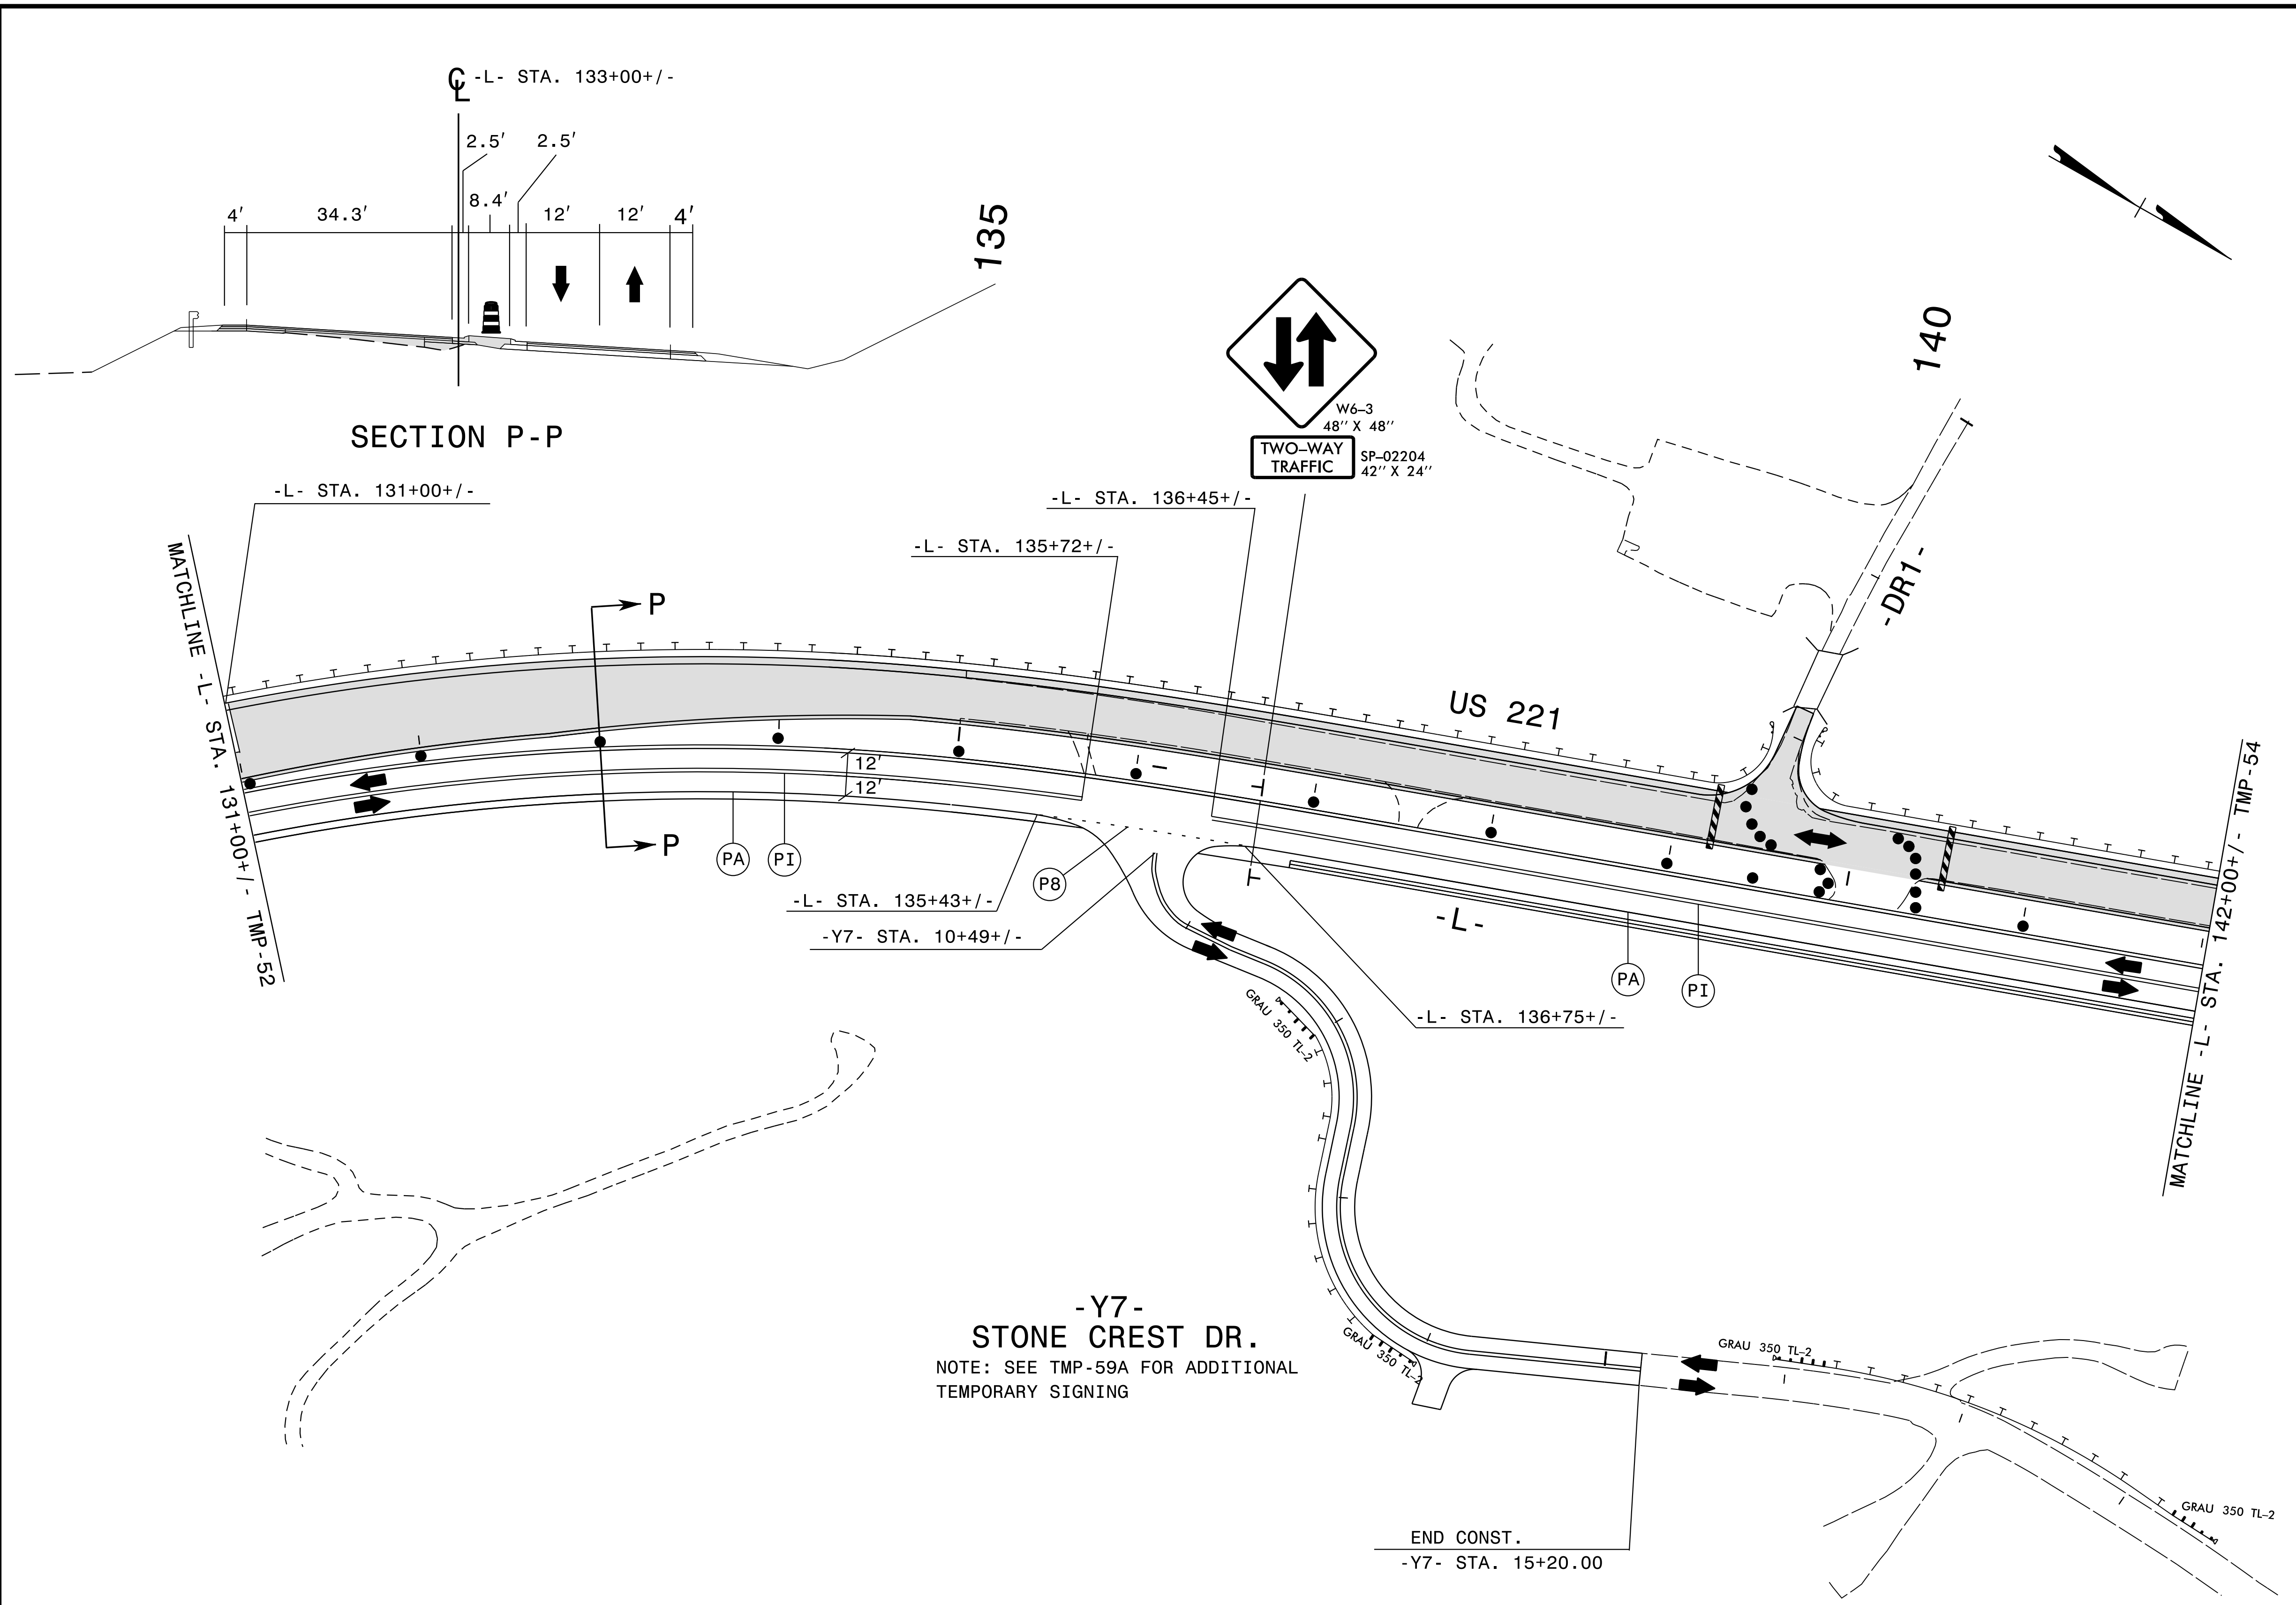 ℄ -L- STA. 133+00+/-
2.5' 2.5'
4' 34.3' 8.4' 12' 12' 4'
SECTION P-P
135
140
W6-3
48'' X 48''
TWO-WAY
TRAFFIC
SP-02204
42'' X 24''
-L- STA. 131+00+/-
-L- STA. 136+45+/-
-L- STA. 135+72+/-
MATCHLINE -L- STA. 131+00+/- TMP-52
P
P
US 221
-DR1-
12'
12'
PA
PI
P8
-L- STA. 135+43+/-
-Y7- STA. 10+49+/-
-L-
PA
PI
-L- STA. 136+75+/-
MATCHLINE -L- STA. 142+00+/- TMP-54
GRAU 350 TL-2
-Y7-
STONE CREST DR.
NOTE: SEE TMP-59A FOR ADDITIONAL
TEMPORARY SIGNING
GRAU 350 TL-2
GRAU 350 TL-2
GRAU 350 TL-2
END CONST.
-Y7- STA. 15+20.00